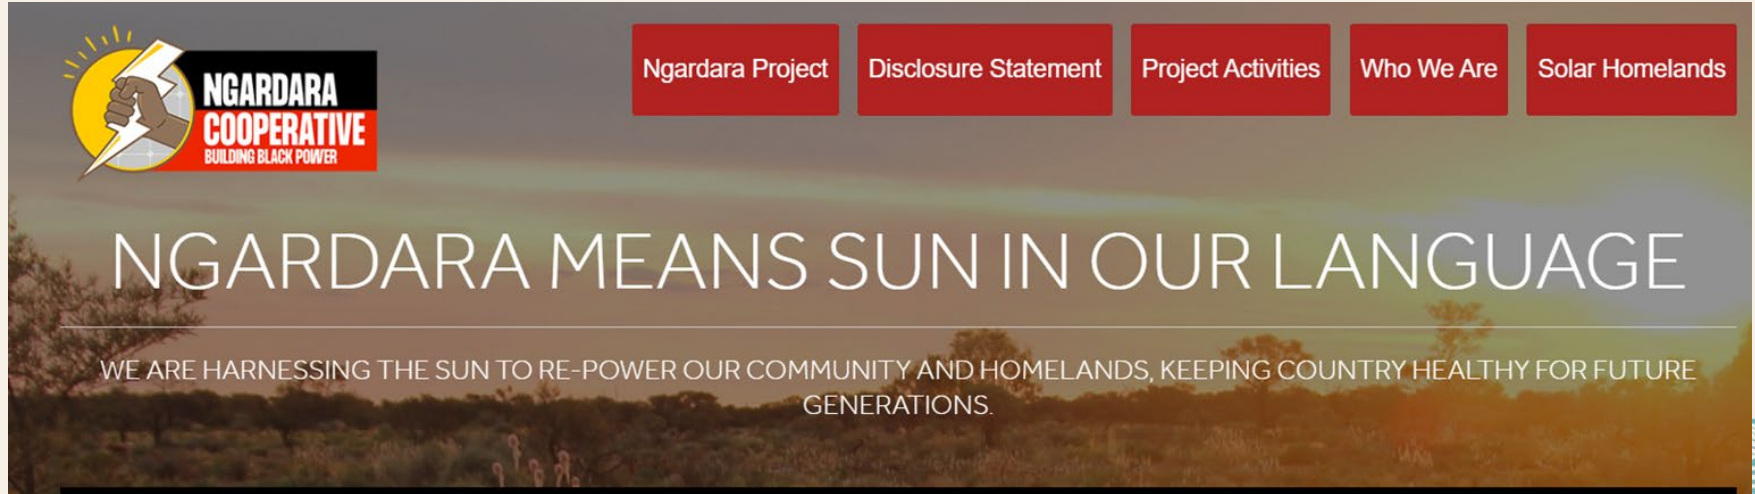 NGARDARA
COOPERATIVE
BUILDING BLACK POWER
Ngardara Project
Disclosure Statement
Project Activities
Who We Are
Solar Homelands
NGARDARA MEANS SUN IN OUR LANGUAGE
WE ARE HARNESSING THE SUN TO RE-POWER OUR COMMUNITY AND HOMELANDS, KEEPING COUNTRY HEALTHY FOR FUTURE
GENERATIONS.